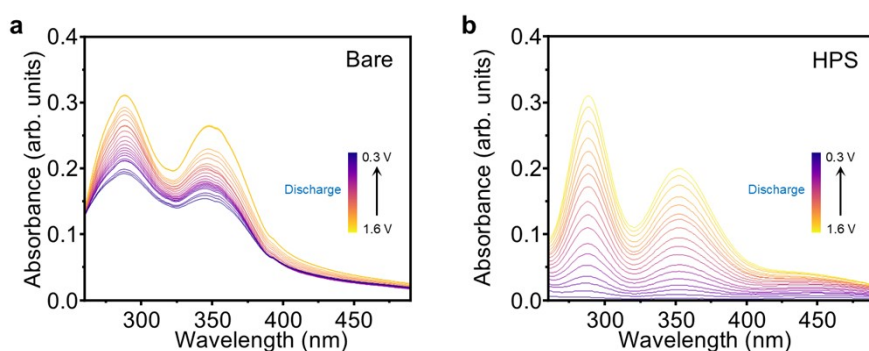 a
Bare
Absorbance (arb. units)
0.4
0.3
0.2
0.1
0.0
Discharge
0.3 V
1.6 V
300
350
400
450
Wavelength (nm)
b
HPS
Absorbance (arb. units)
0.4
0.3
0.2
0.1
0.0
Discharge
0.3 V
1.6 V
300
350
400
450
Wavelength (nm)